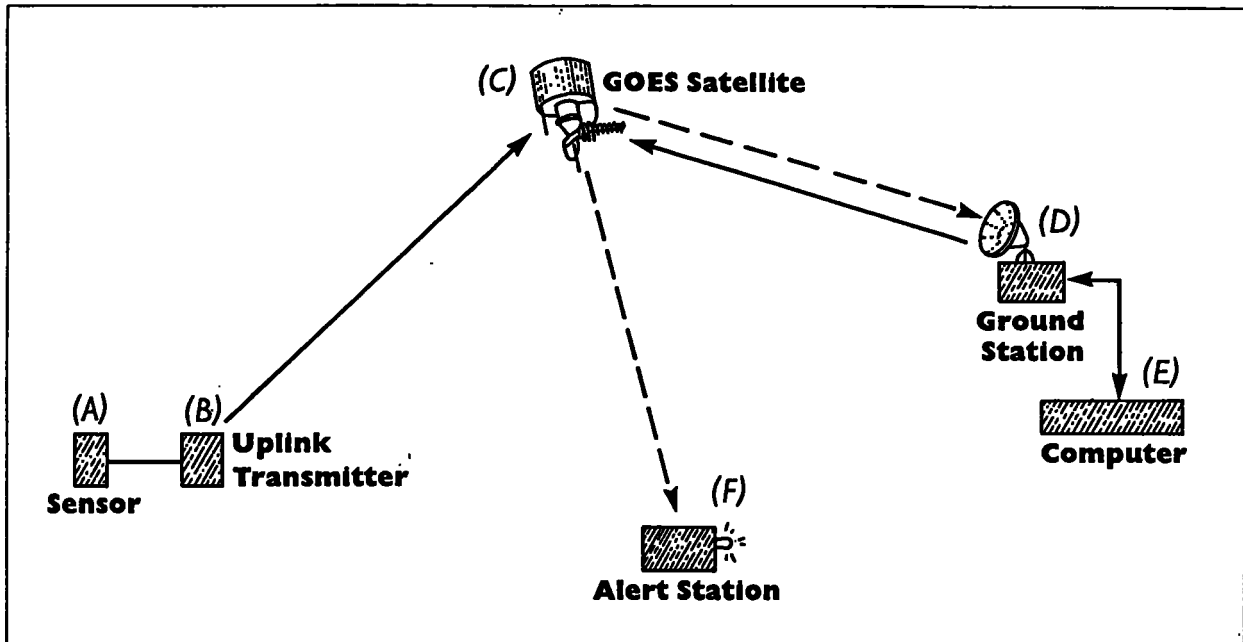 (C) GOES Satellite
(D)
Ground
Station
(E)
Computer
(A)
Sensor
(B)
Uplink
Transmitter
(F)
Alert Station